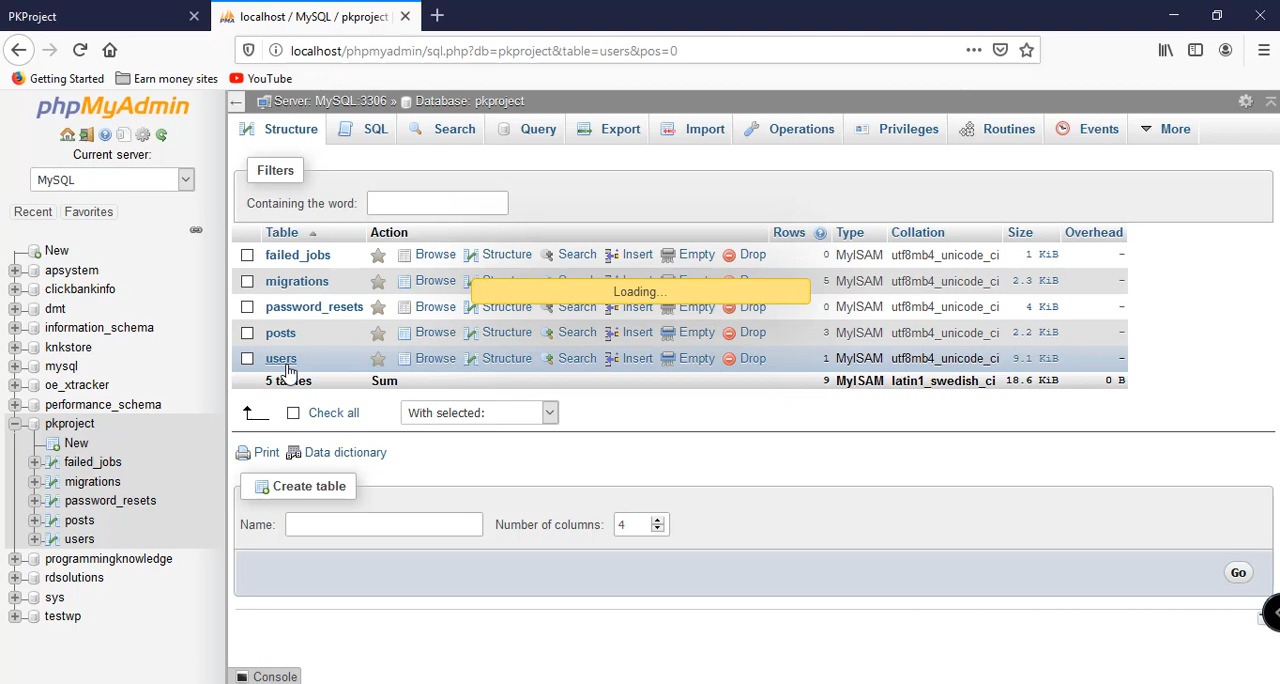 PKProject
localhost / MySQL / pkproject
localhost/phpmyadmin/sql.php?db=pkproject&table=users&pos=0
Getting Started
Earn money sites
YouTube
phpMyAdmin
Current server:
MySQL
Recent
Favorites
New
apsystem
clickbankinfo
dmt
information_schema
knkstore
mysql
oe_xtracker
performance_schema
pkproject
New
failed_jobs
migrations
password_resets
posts
users
programmingknowledge
rdsolutions
sys
testwp
Server: MySQL:3306 » Database: pkproject
Structure SQL Search Query Export Import Operations Privileges Routines Events More
Filters
Containing the word:
Table Action Rows Type Collation Size Overhead
failed_jobs Browse Structure Search Insert Empty Drop 0 MyISAM utf8mb4_unicode_ci 1 KiB -
Loading...
migrations Browse 5 MyISAM utf8mb4_unicode_ci 2.3 KiB -
password_resets Browse Structure Search Insert Empty Drop 0 MyISAM utf8mb4_unicode_ci 4 KiB -
posts Browse Structure Search Insert Empty Drop 3 MyISAM utf8mb4_unicode_ci 2.2 KiB -
users Browse Structure Search Insert Empty Drop 1 MyISAM utf8mb4_unicode_ci 9.1 KiB -
5 tables Sum 9 MyISAM latin1_swedish_ci 18.6 KiB 0 B
Check all
With selected:
Print
Data dictionary
Create table
Name:
Number of columns: 4
Go
Console